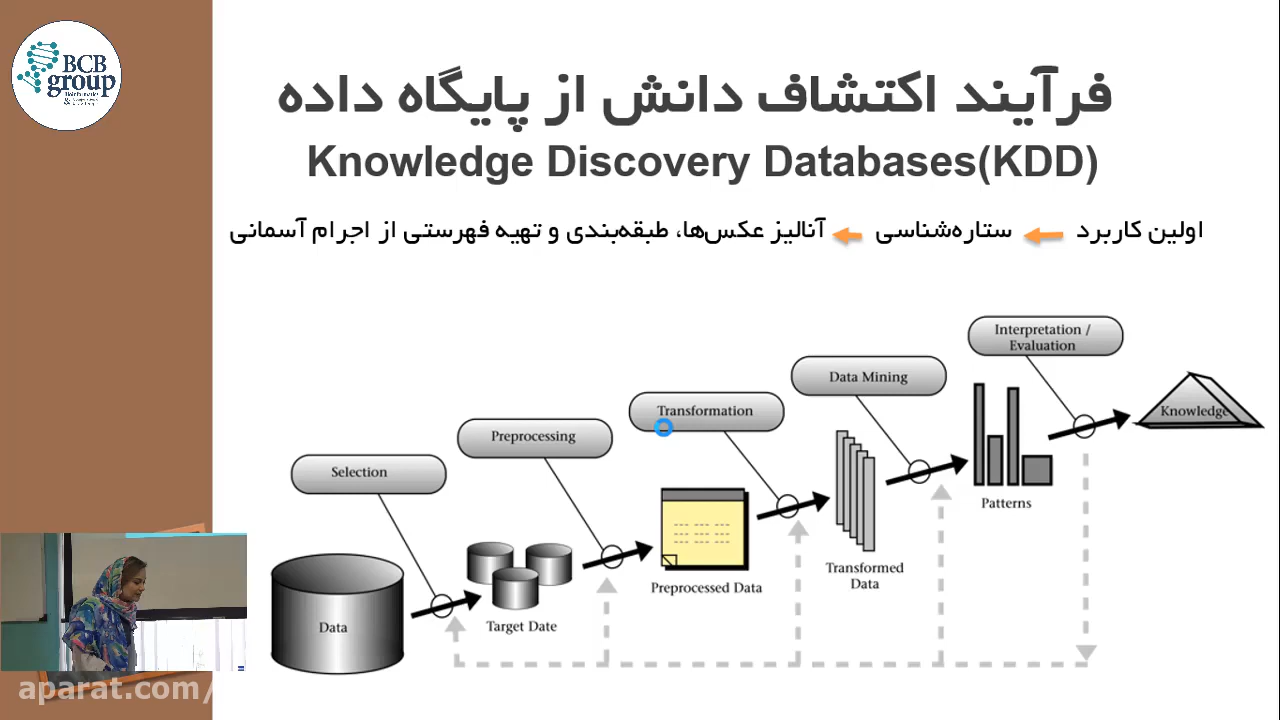 BCB
group
فرآیند اکتشاف دانش از پایگاه داده
Knowledge Discovery Databases(KDD)
اولین کاربرد ستاره‌شناسی آنالیز عکس‌ها، طبقه‌بندی و تهیه فهرستی از اجرام آسمانی
Interpretation /
Evaluation
Data Mining
Transformation
Preprocessing
Selection
Knowledge
Patterns
Transformed
Data
Preprocessed Data
Target Date
Data
aparat.com/